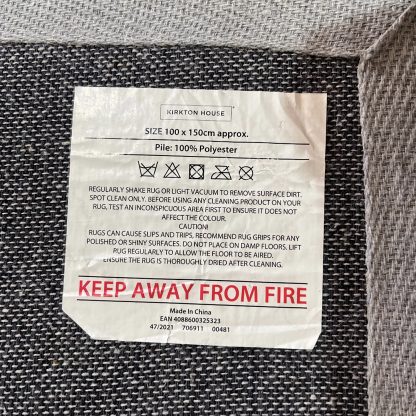 KIRKTON HOUSE
SIZE 100 x 150cm approx.
Pile: 100% Polyester
REGULARLY SHAKE RUG OR LIGHT VACUUM TO REMOVE SURFACE DIRT.
SPOT CLEAN ONLY. BEFORE USING ANY CLEANING PRODUCT ON YOUR
RUG, TEST AN INCONSPICUOUS AREA FIRST TO ENSURE IT DOES NOT
AFFECT THE COLOUR.
CAUTION!
RUGS CAN CAUSE SLIPS AND TRIPS. RECOMMEND RUG GRIPS FOR ANY
POLISHED OR SHINY SURFACES. DO NOT PLACE ON DAMP FLOORS. LIFT
RUG REGULARLY TO ALLOW THE FLOOR TO BE AIRED.
ENSURE THE RUG IS THOROUGHLY DRIED AFTER CLEANING.
KEEP AWAY FROM FIRE
Made In China
EAN 4088600325323
47/2021 706911 00481